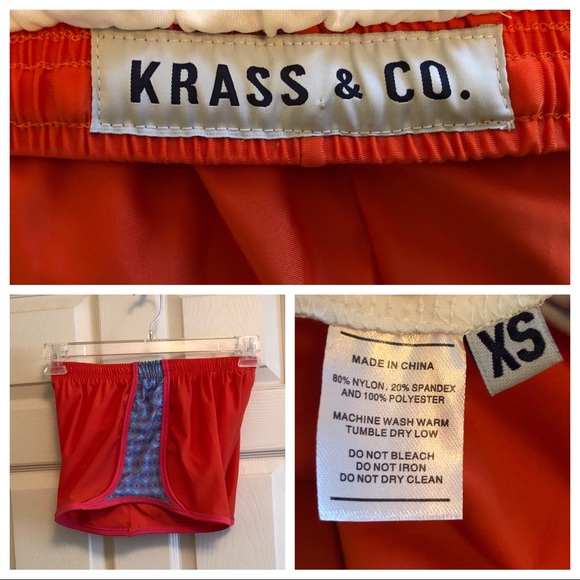 KRASS & CO.
XS
MADE IN CHINA
80% NYLON, 20% SPANDEX
AND 100% POLYESTER
MACHINE WASH WARM
TUMBLE DRY LOW
DO NOT BLEACH
DO NOT IRON
DO NOT DRY CLEAN